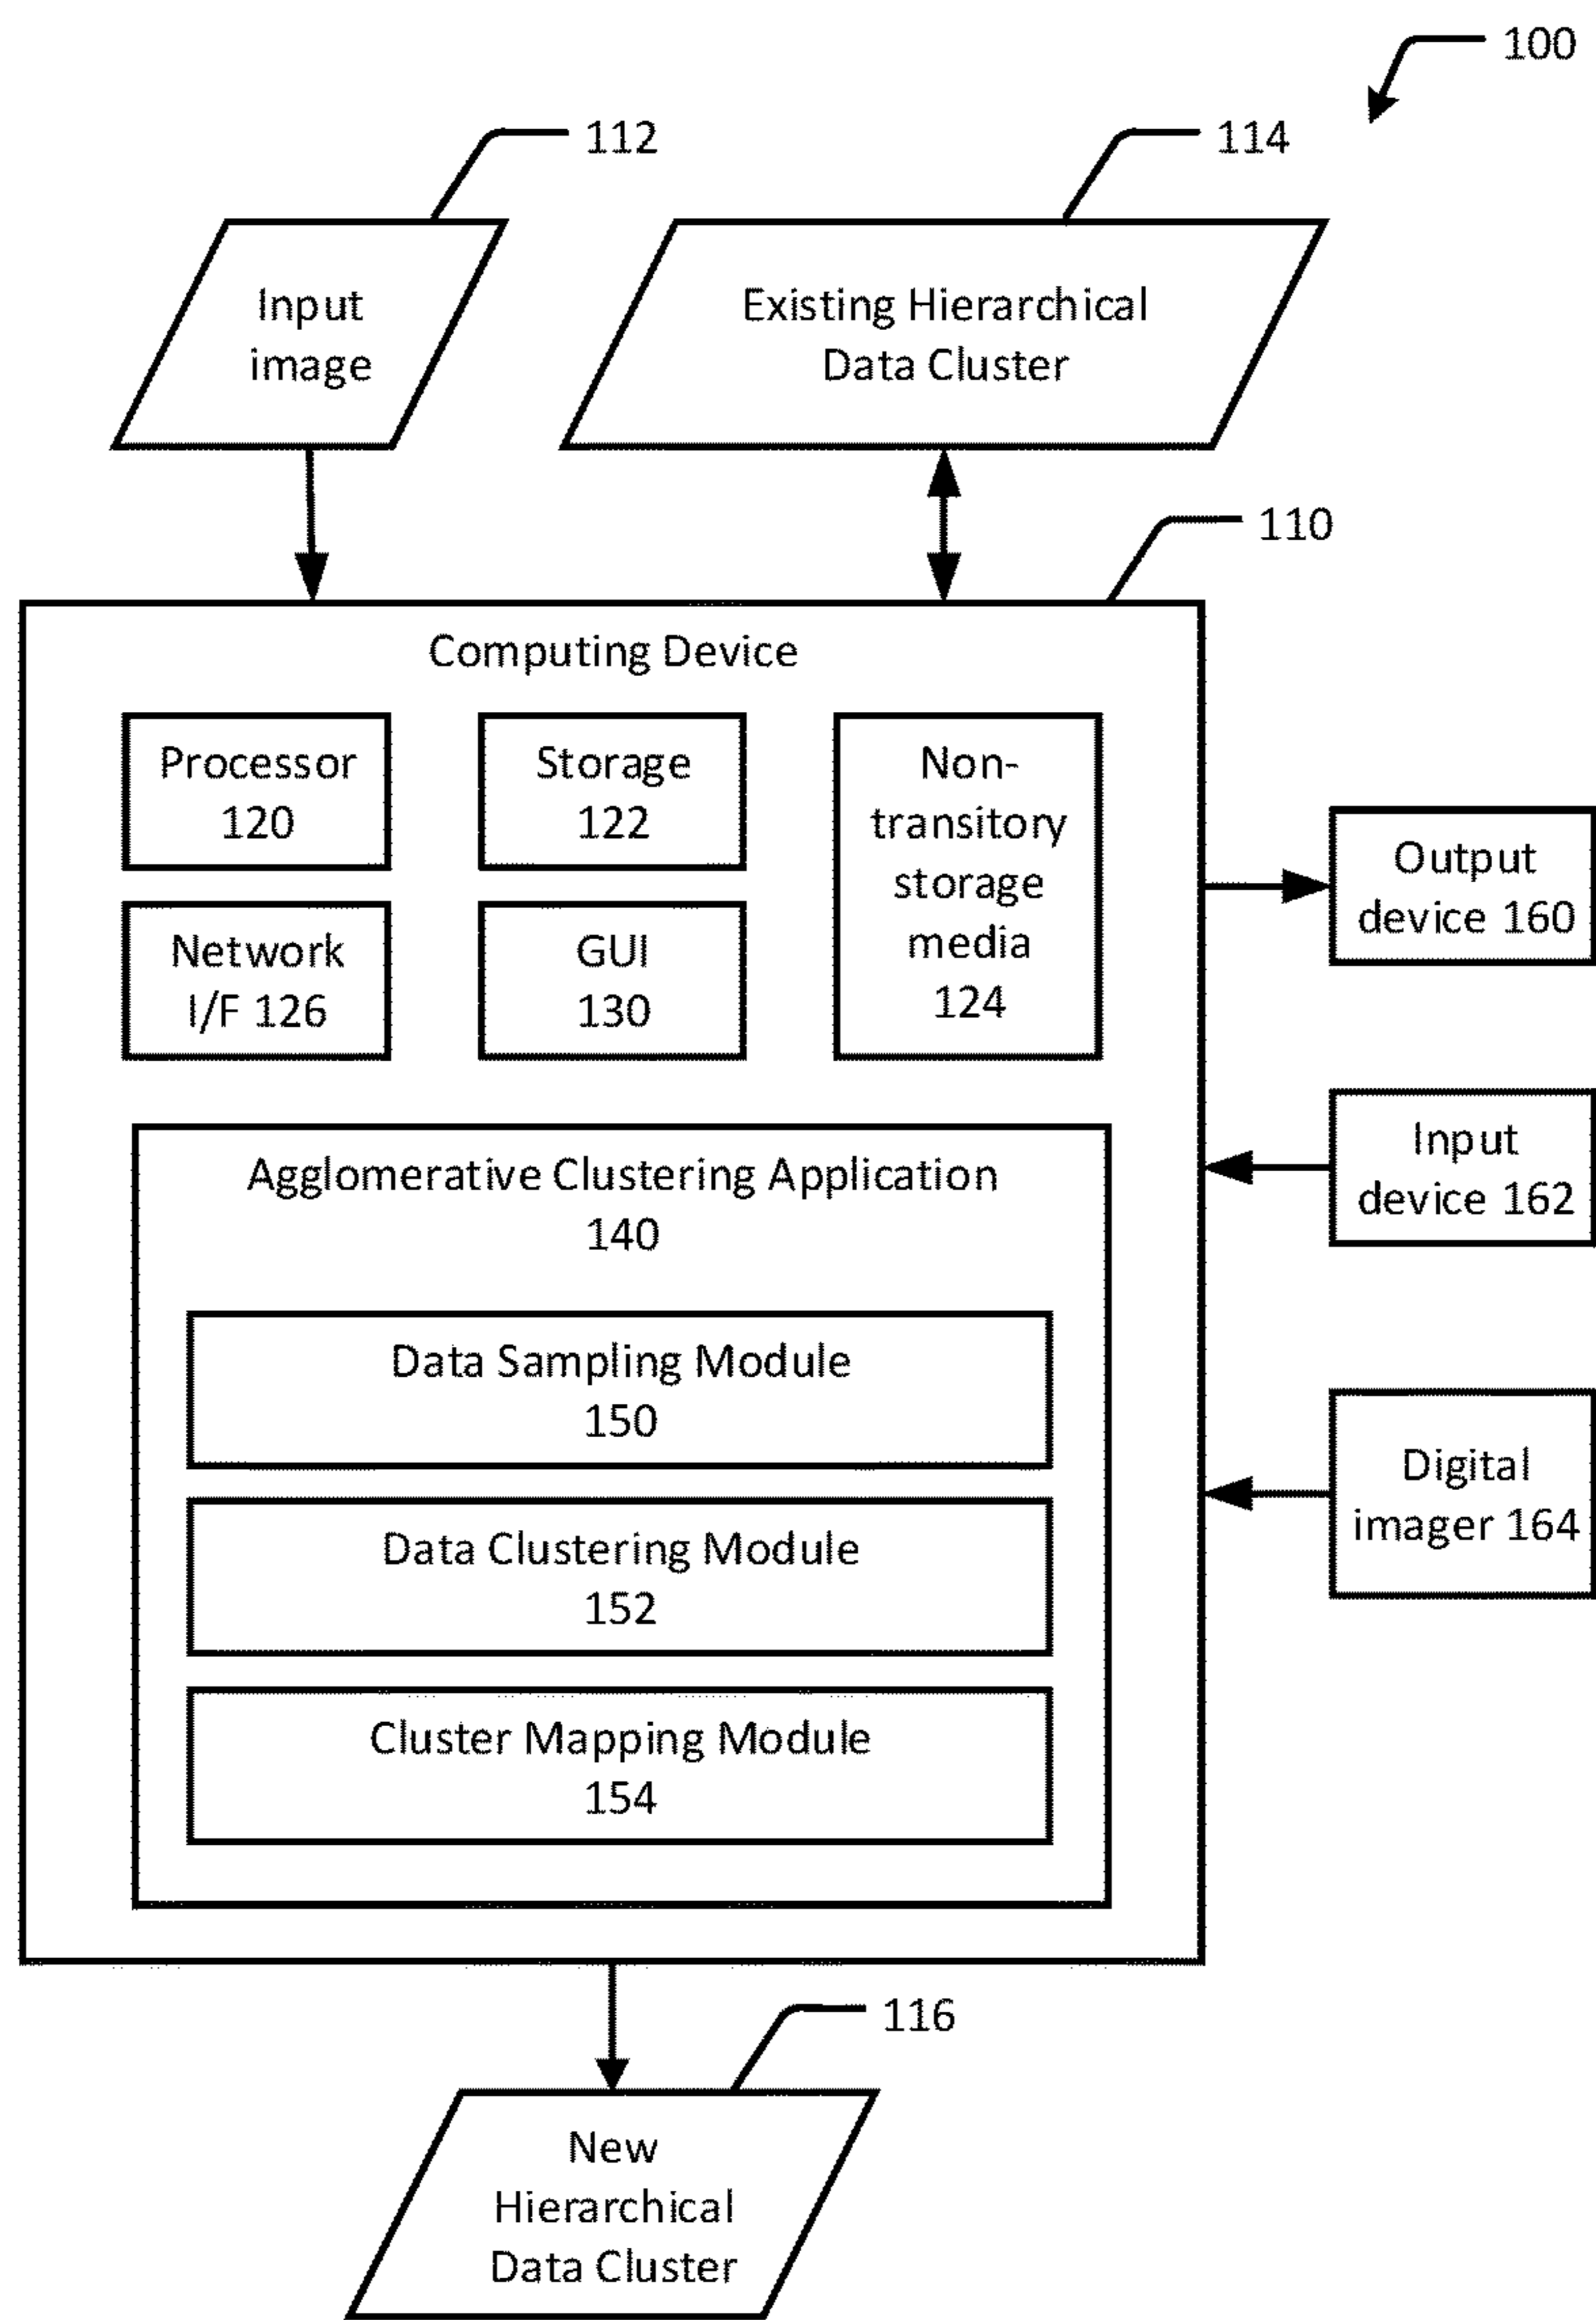 100
112
114
Input
image
Existing Hierarchical
Data Cluster
110
Computing Device
Processor
120
Storage
122
Non-
transitory
storage
media
124
Network
I/F 126
GUI
130
Output
device 160
Input
device 162
Digital
imager 164
Agglomerative Clustering Application
140
Data Sampling Module
150
Data Clustering Module
152
Cluster Mapping Module
154
116
New
Hierarchical
Data Cluster